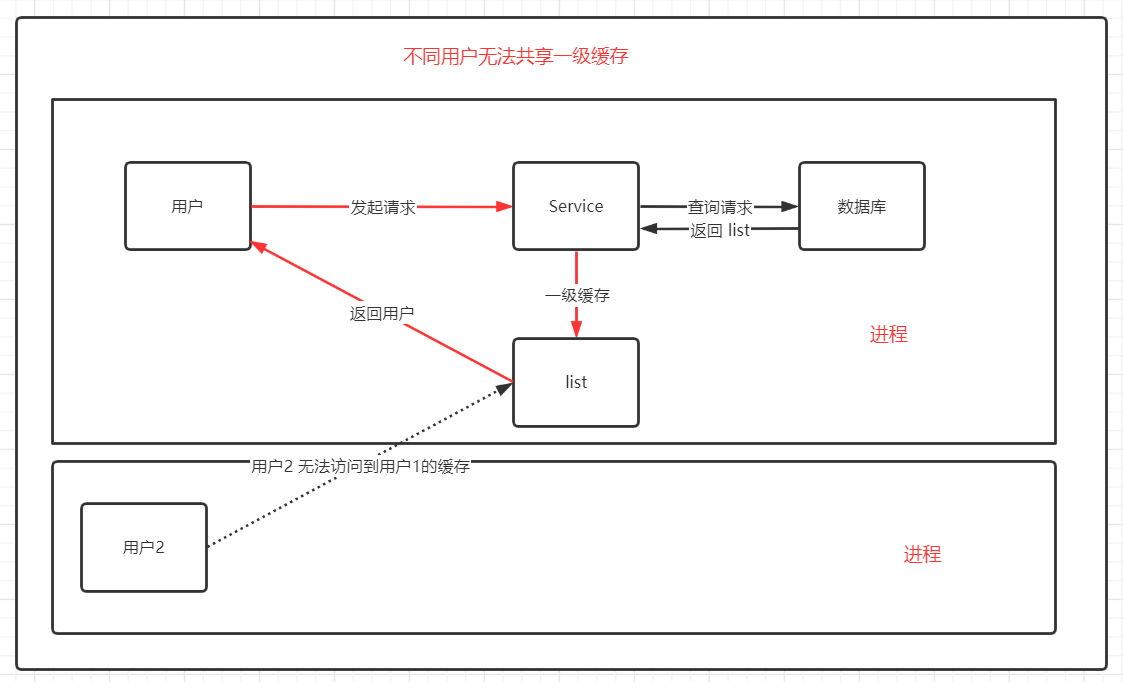 不同用户无法共享一级缓存
用户
发起请求
Service
查询请求
返回 list
数据库
一级缓存
返回用户
进程
list
用户2 无法访问到用户1的缓存
用户2
进程